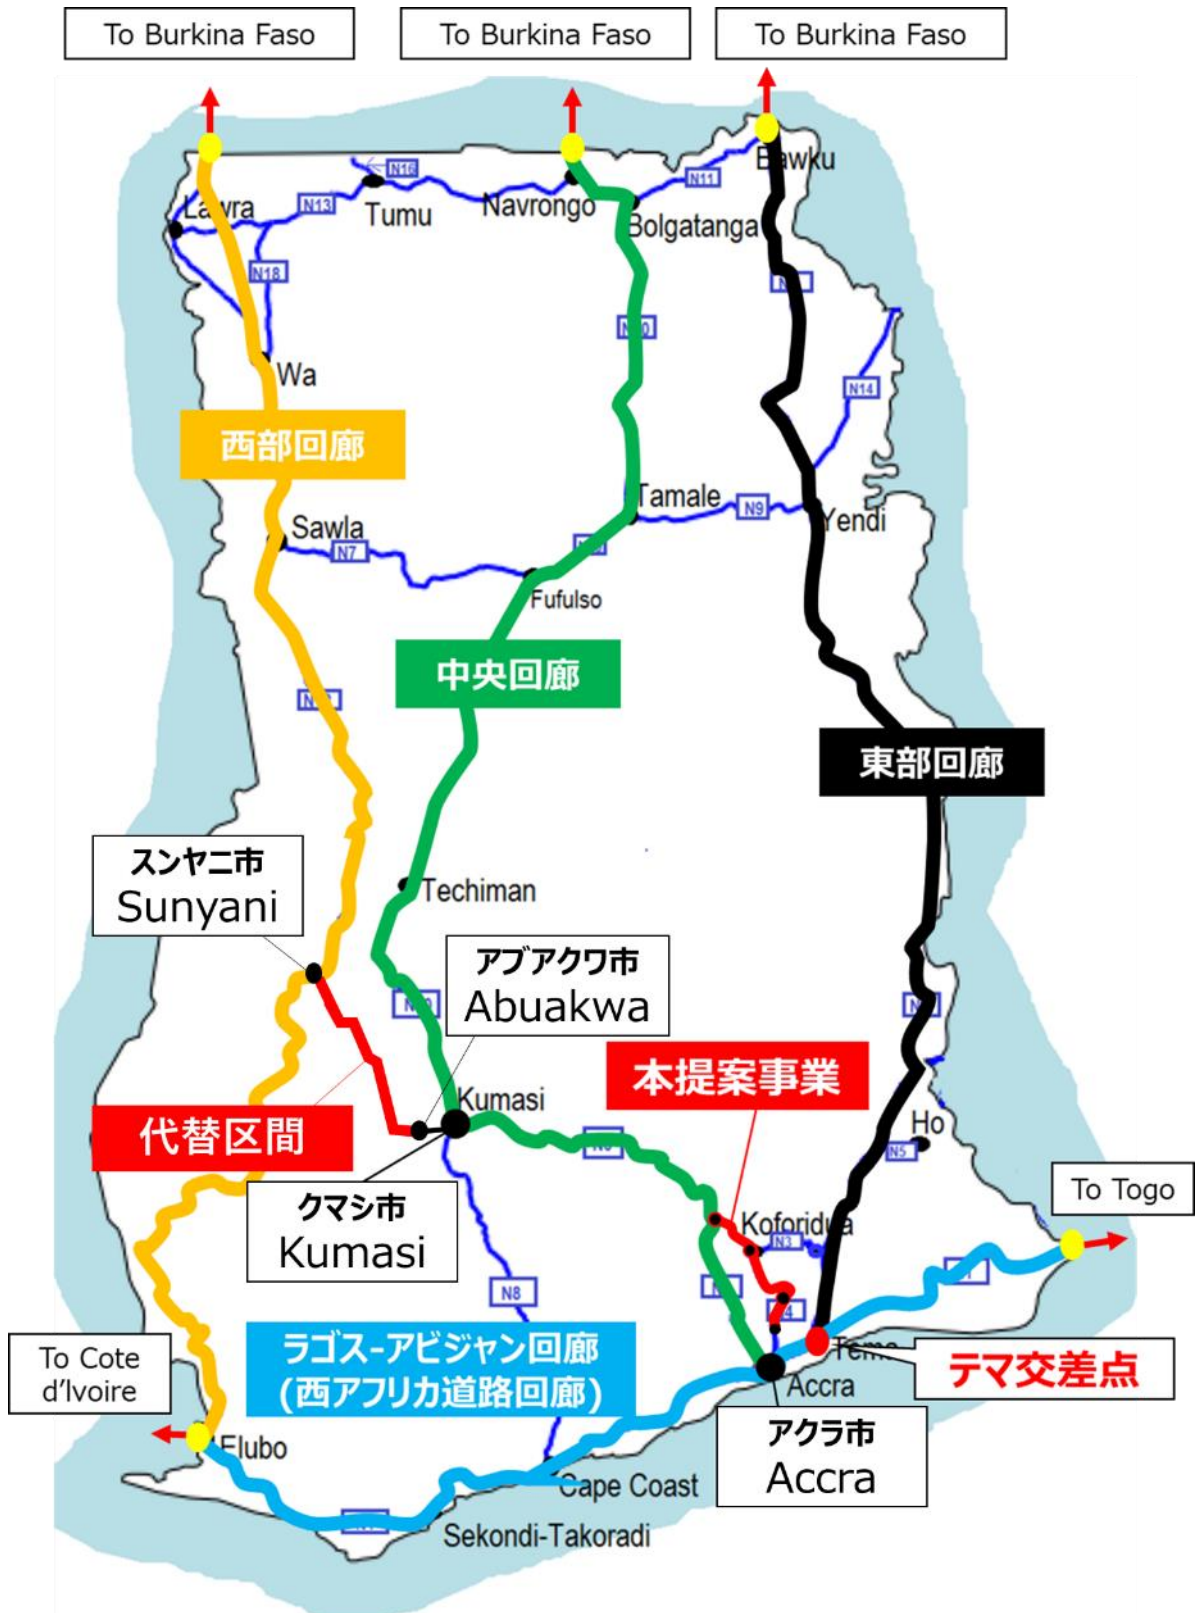 To Burkina Faso
To Burkina Faso
To Burkina Faso
Bawku
N16
N11
Lawra
N13
Tumu
Navrongo
Bolgatanga
N18
Wa
N14
西部回廊
Tamale
N9
Yendi
Sawla
N7
Fufulso
中央回廊
東部回廊
スンヤニ市
Sunyani
Techiman
アブアクワ市
Abuakwa
本提案事業
Kumasi
代替区間
Ho
N5
クマシ市
Kumasi
To Togo
Koforidua
N3
N8
ラゴス-アビジャン回廊
(西アフリカ道路回廊)
To Cote
d'Ivoire
Tema
テマ交差点
Accra
アクラ市
Accra
Elubo
Cape Coast
Sekondi-Takoradi